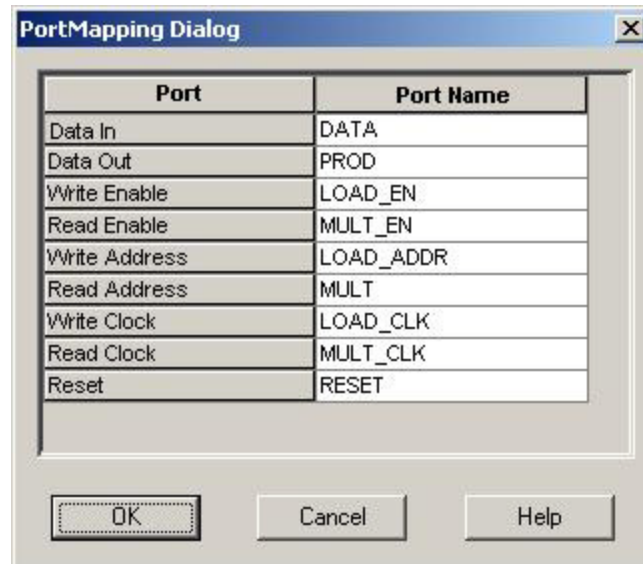 PortMapping Dialog
Port Port Name
Data In DATA
Data Out PROD
Write Enable LOAD_EN
Read Enable MULT_EN
Write Address LOAD_ADDR
Read Address MULT
Write Clock LOAD_CLK
Read Clock MULT_CLK
Reset RESET
OK Cancel Help